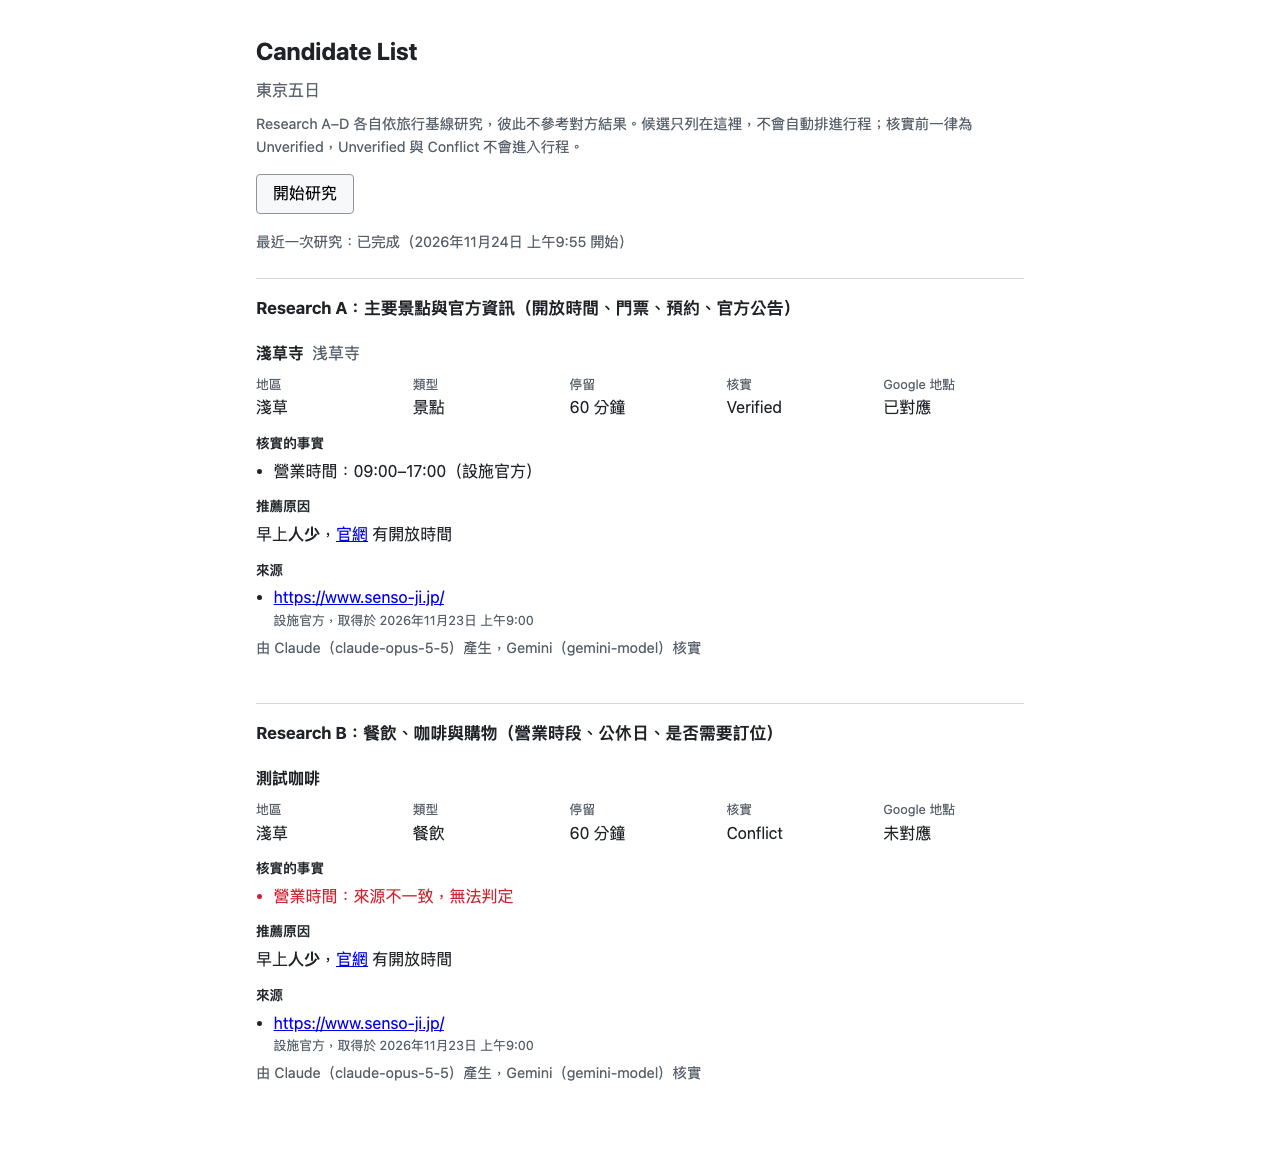 Candidate List
東京五日
Research A–D 各自依旅行基線研究，彼此不參考對方結果。候選只列在這裡，不會自動排進行程；核實前一律為
Unverified，Unverified 與 Conflict 不會進入行程。
開始研究
最近一次研究：已完成（2026年11月24日 上午9:55 開始）
Research A：主要景點與官方資訊（開放時間、門票、預約、官方公告）
淺草寺 浅草寺
地區 類型 停留 核實 Google 地點
淺草 景點 60 分鐘 Verified 已對應
核實的事實
• 營業時間：09:00–17:00（設施官方）
推薦原因
早上人少，官網 有開放時間
來源
• https://www.senso-ji.jp/
設施官方，取得於 2026年11月23日 上午9:00
由 Claude（claude-opus-5-5）產生，Gemini（gemini-model）核實
Research B：餐飲、咖啡與購物（營業時段、公休日、是否需要訂位）
測試咖啡
地區 類型 停留 核實 Google 地點
淺草 餐飲 60 分鐘 Conflict 未對應
核實的事實
• 營業時間：來源不一致，無法判定
推薦原因
早上人少，官網 有開放時間
來源
• https://www.senso-ji.jp/
設施官方，取得於 2026年11月23日 上午9:00
由 Claude（claude-opus-5-5）產生，Gemini（gemini-model）核實